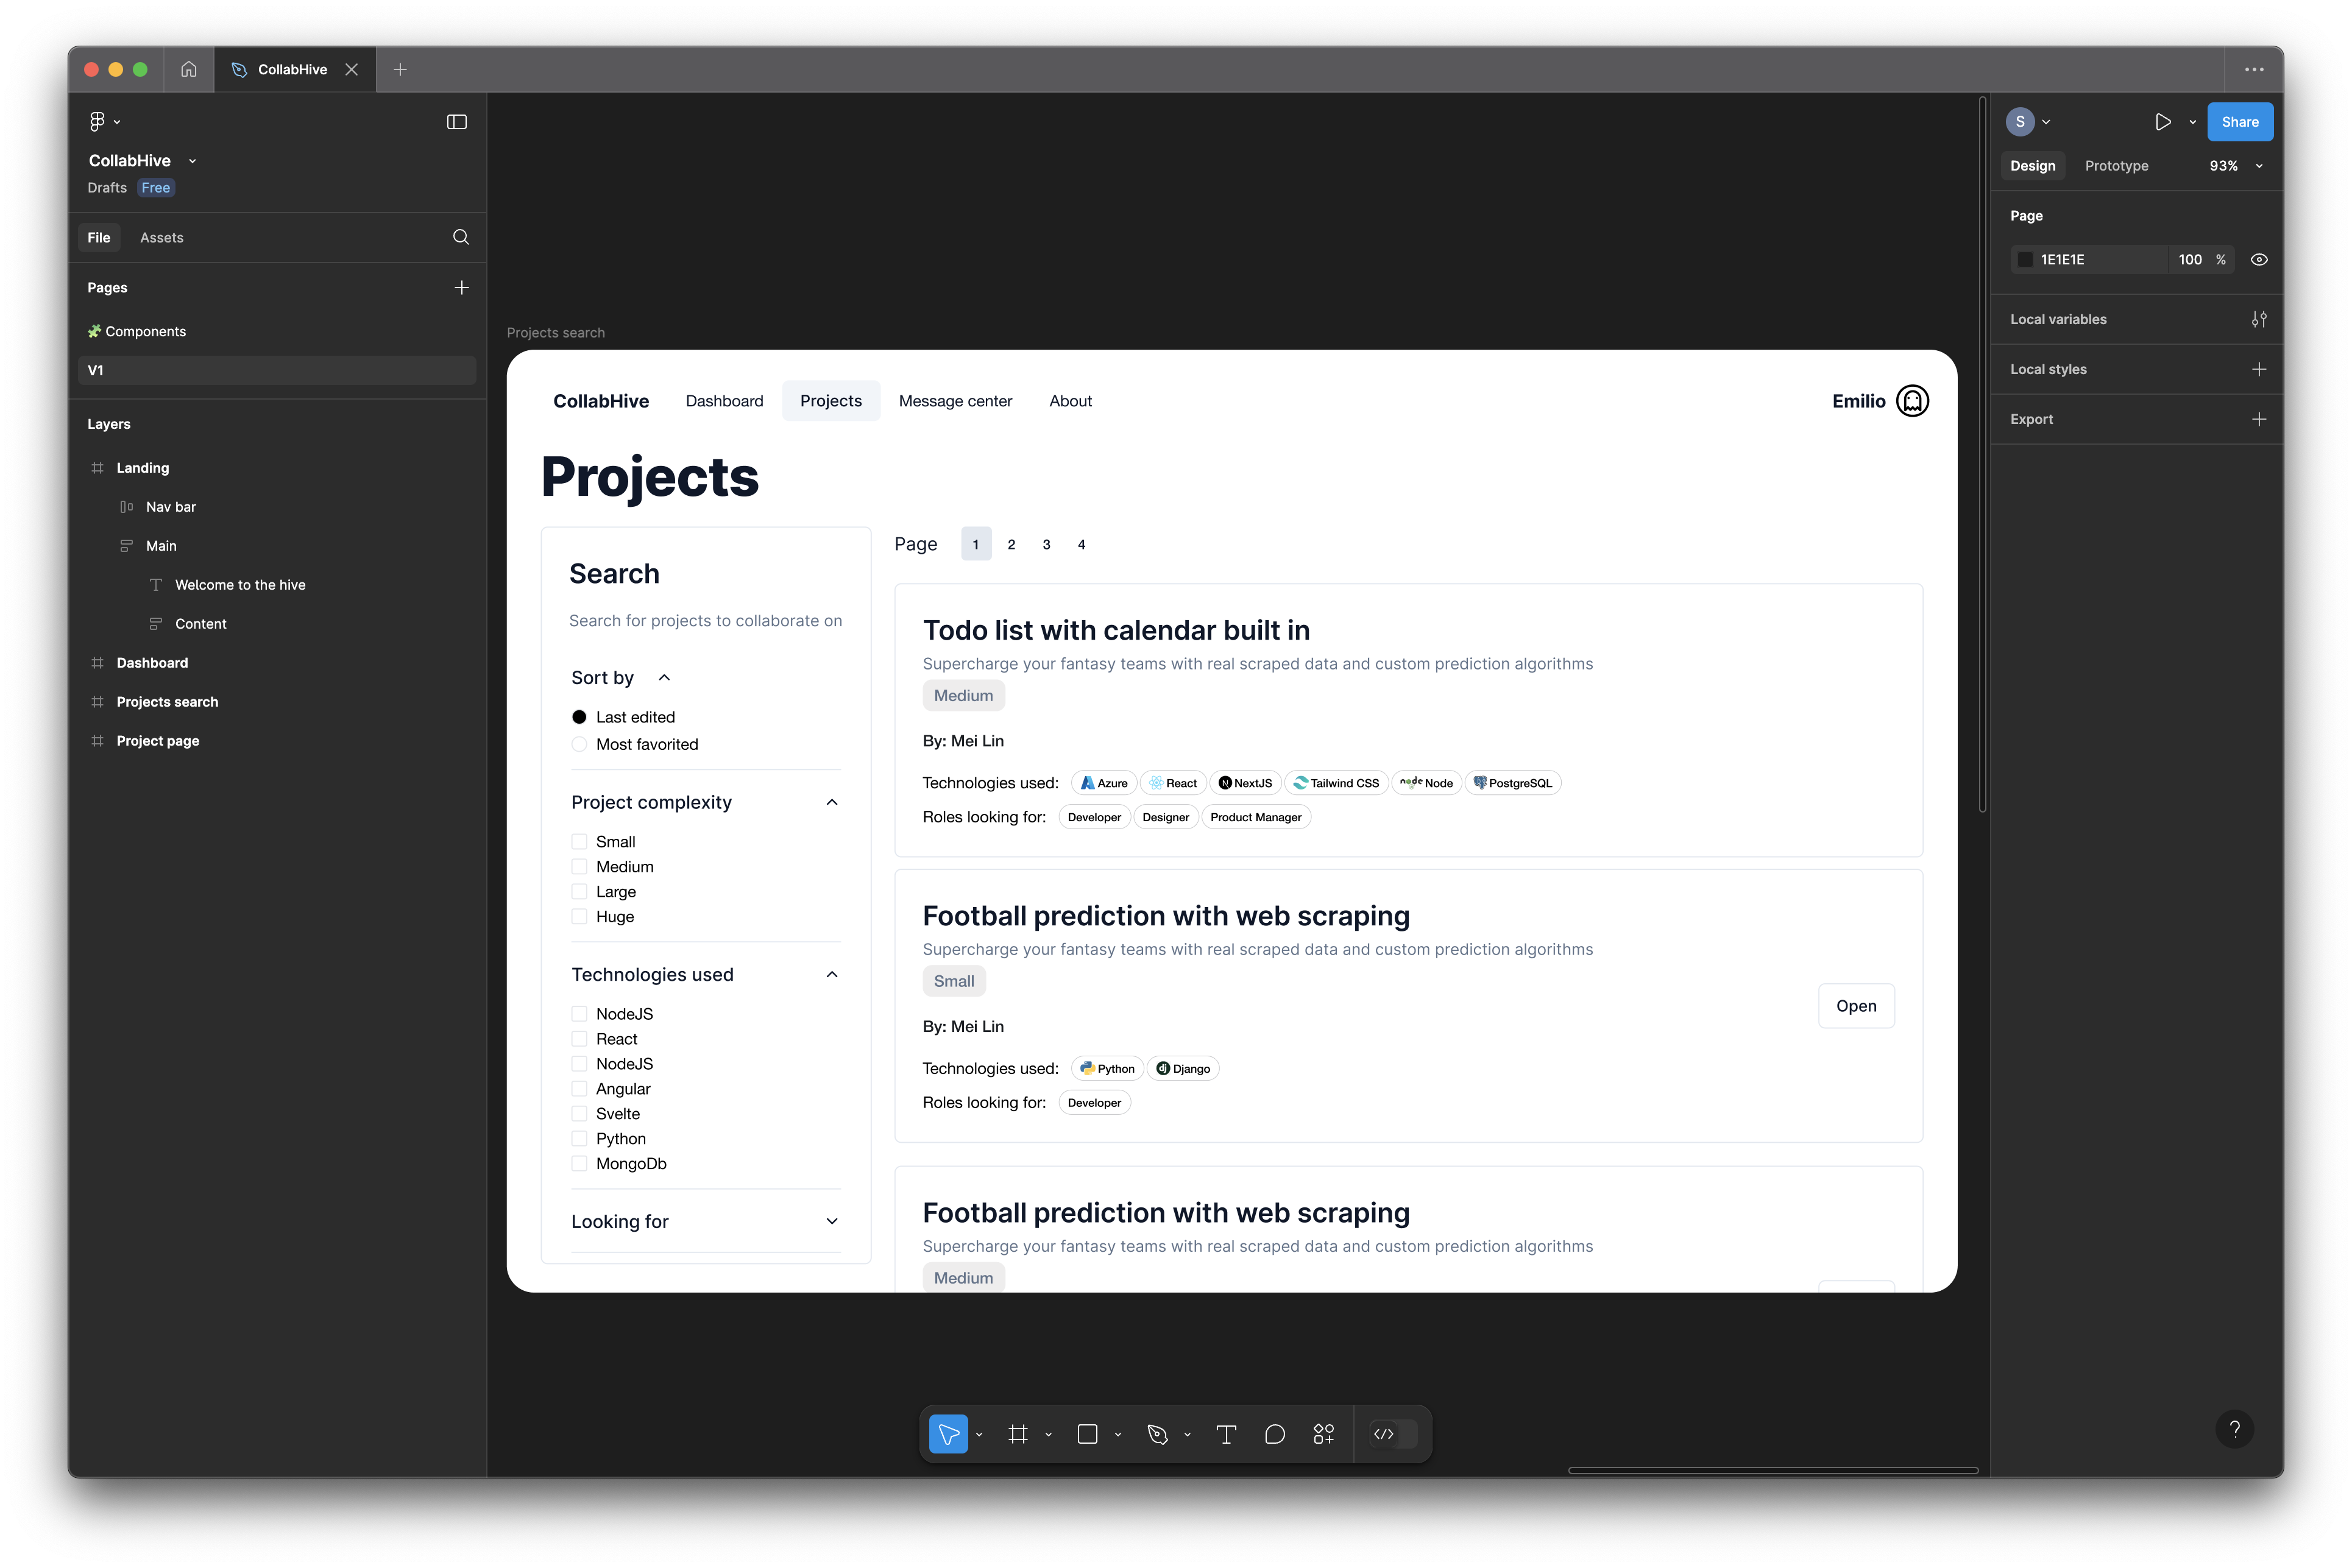 CollabHive
CollabHive
Drafts Free
File Assets
Pages
Components
V1
Layers
Landing
Nav bar
Main
Welcome to the hive
Content
Dashboard
Projects search
Project page
Projects search
CollabHive Dashboard Projects Message center About Emilio
Projects
Search
Search for projects to collaborate on
Sort by
Last edited
Most favorited
Project complexity
Small
Medium
Large
Huge
Technologies used
NodeJS
React
NodeJS
Angular
Svelte
Python
MongoDb
Looking for
Page 1 2 3 4
Todo list with calendar built in
Supercharge your fantasy teams with real scraped data and custom prediction algorithms
Medium
By: Mei Lin
Technologies used: Azure React N NextJS Tailwind CSS node Node PostgreSQL
Roles looking for: Developer Designer Product Manager
Football prediction with web scraping
Supercharge your fantasy teams with real scraped data and custom prediction algorithms
Small
Open
By: Mei Lin
Technologies used: Python dj Django
Roles looking for: Developer
Football prediction with web scraping
Supercharge your fantasy teams with real scraped data and custom prediction algorithms
Medium
S Share
Design Prototype 93%
Page
1E1E1E 100 %
Local variables
Local styles
Export
?